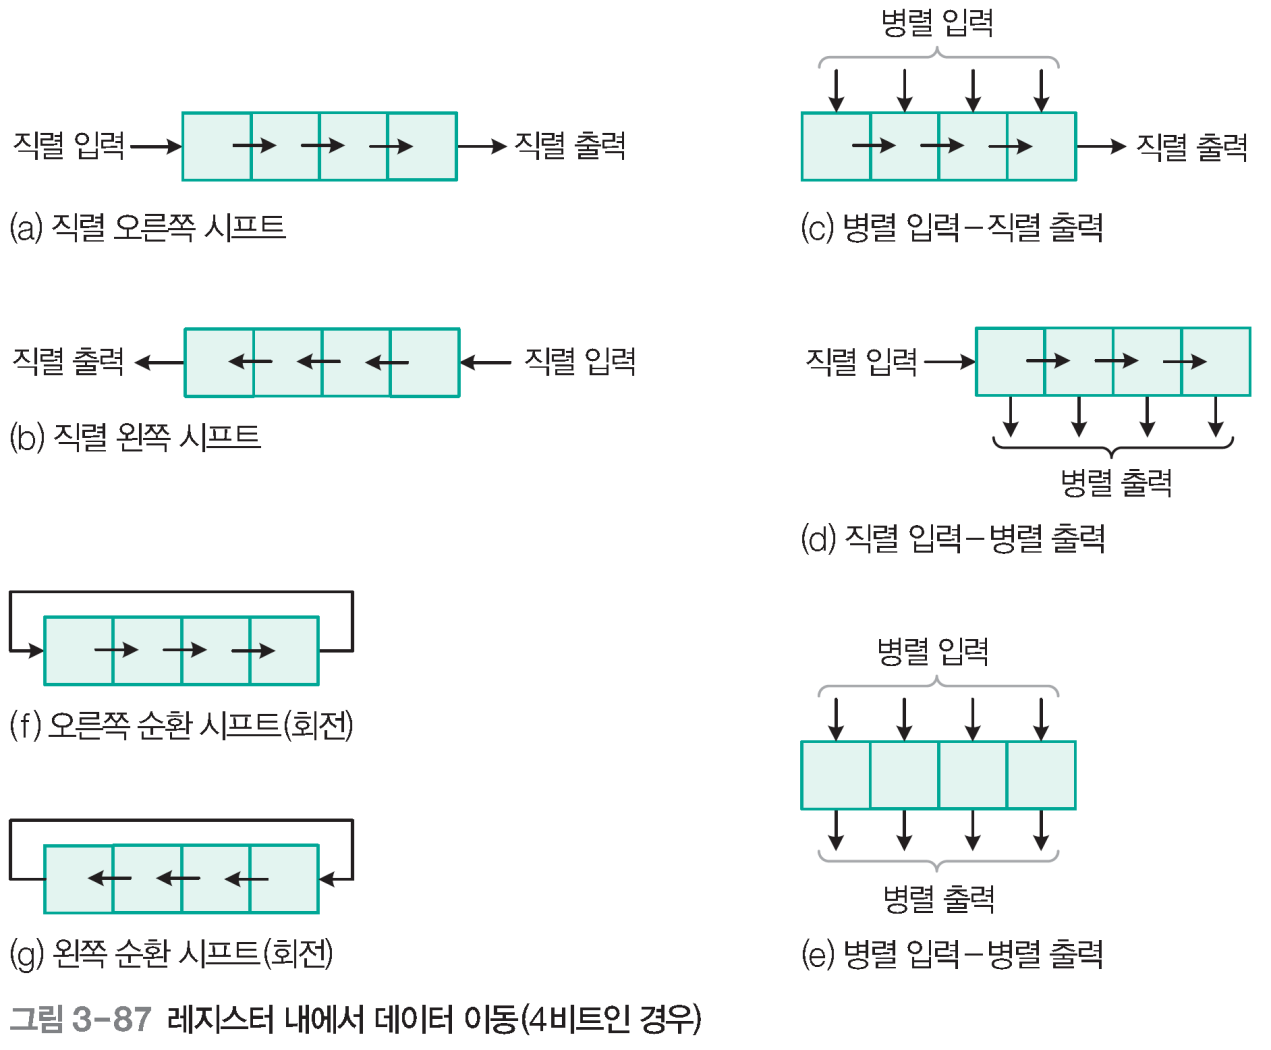 직렬 입력
직렬 출력
(a) 직렬 오른쪽 시프트
직렬 출력
직렬 입력
(b) 직렬 왼쪽 시프트
(f) 오른쪽 순환 시프트(회전)
(g) 왼쪽 순환 시프트(회전)
병렬 입력
직렬 출력
(c) 병렬 입력-직렬 출력
직렬 입력
병렬 출력
(d) 직렬 입력-병렬 출력
병렬 입력
병렬 출력
(e) 병렬 입력-병렬 출력
그림 3-87 레지스터 내에서 데이터 이동(4비트인 경우)